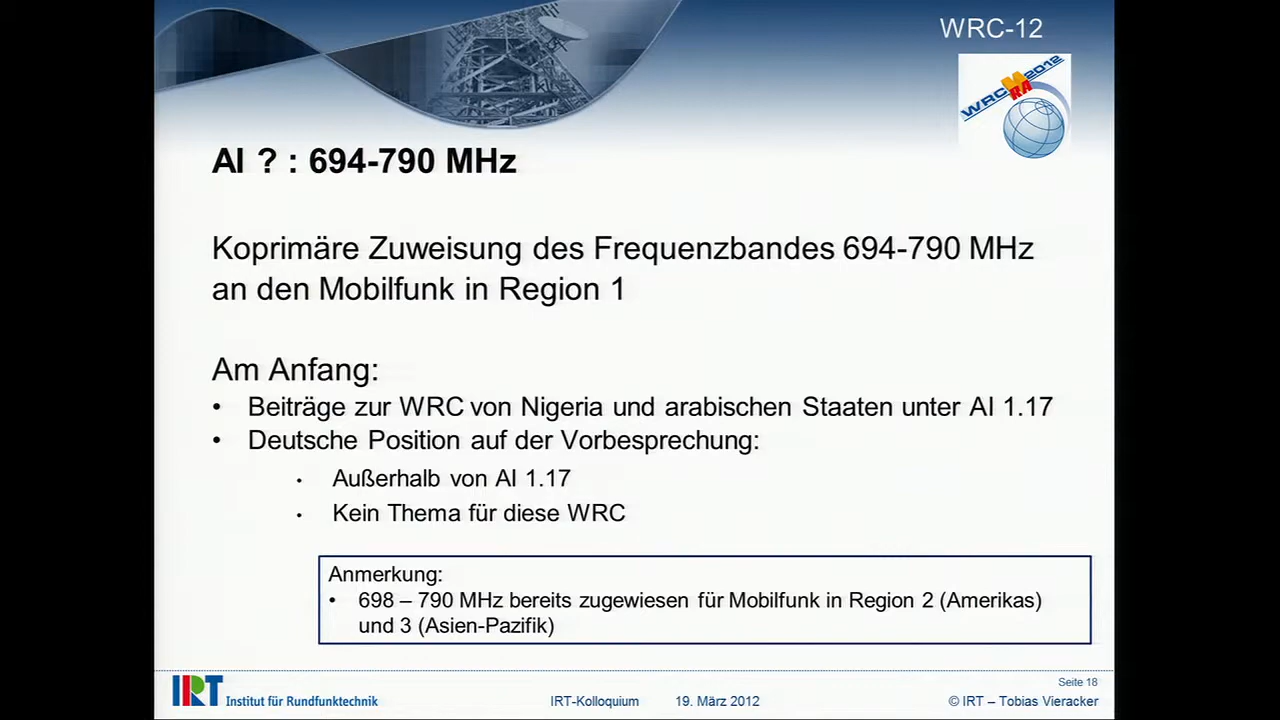 WRC-12
WRC MRA 2012
AI ? : 694-790 MHz
Koprimäre Zuweisung des Frequenzbandes 694-790 MHz
an den Mobilfunk in Region 1
Am Anfang:
• Beiträge zur WRC von Nigeria und arabischen Staaten unter AI 1.17
• Deutsche Position auf der Vorbesprechung:
• Außerhalb von AI 1.17
• Kein Thema für diese WRC
Anmerkung:
• 698 – 790 MHz bereits zugewiesen für Mobilfunk in Region 2 (Amerikas)
und 3 (Asien-Pazifik)
Seite 18
IRT Institut für Rundfunktechnik IRT-Kolloquium 19. März 2012 © IRT – Tobias Vieracker